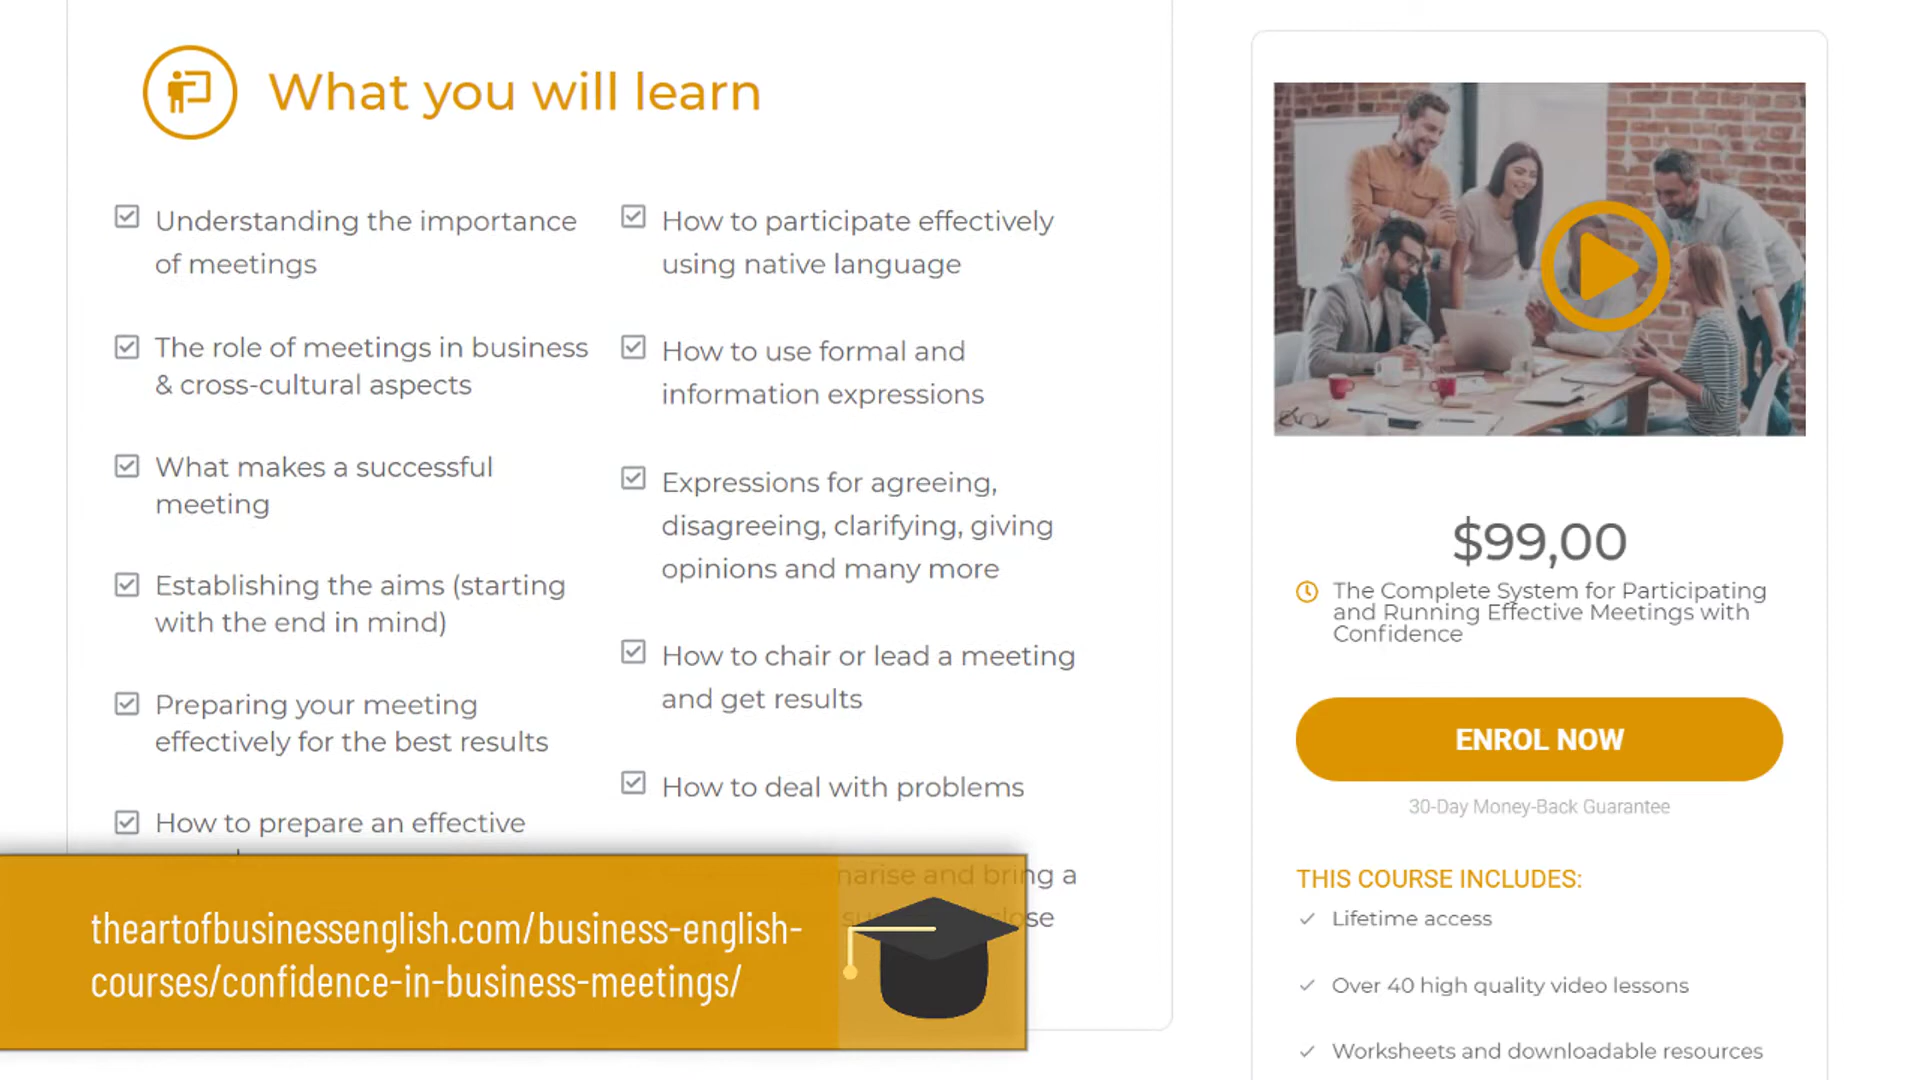 What you will learn
Understanding the importance
of meetings
The role of meetings in business
& cross-cultural aspects
What makes a successful
meeting
Establishing the aims (starting
with the end in mind)
Preparing your meeting
effectively for the best results
How to prepare an effective
How to participate effectively
using native language
How to use formal and
information expressions
Expressions for agreeing,
disagreeing, clarifying, giving
opinions and many more
How to chair or lead a meeting
and get results
How to deal with problems
and bring a
theartofbusinessenglish.com/business-english-
courses/confidence-in-business-meetings/
$99,00
The Complete System for Participating
and Running Effective Meetings with
Confidence
ENROL NOW
30-Day Money-Back Guarantee
THIS COURSE INCLUDES:
Lifetime access
Over 40 high quality video lessons
Worksheets and downloadable resources